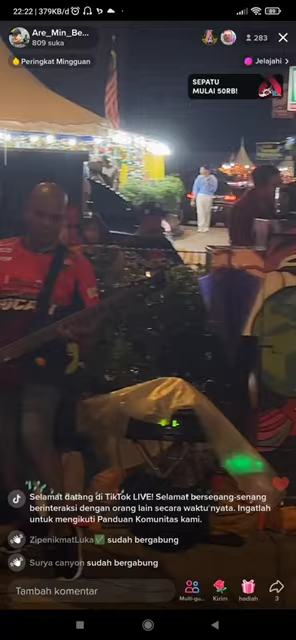 22:22 | 379KB/d
89
Are_Min_Be...
809 suka
283
Peringkat Mingguan
Jelajahi >
SEPATU
MULAI 50RB!
Selamat datang di TikTok LIVE! Selamat bersenang-senang
berinteraksi dengan orang lain secara waktu nyata. Ingatlah
untuk mengikuti Panduan Komunitas kami.
ZipenikmatLuka✅ sudah bergabung
Surya canyon sudah bergabung
Tambah komentar
Multi-gu...
Kirim
hadiah
3